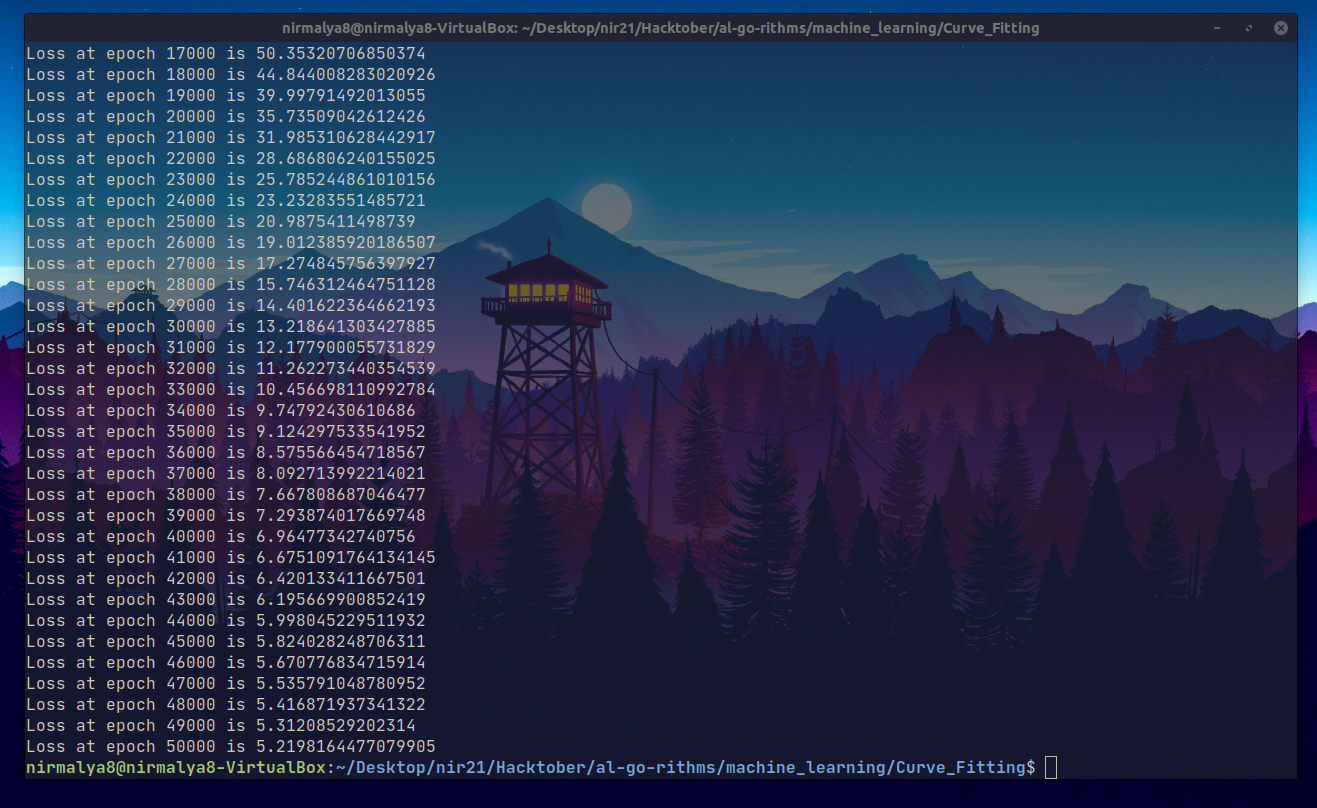 nirmalya8@nirmalya8-VirtualBox: ~/Desktop/nir21/Hacktober/al-go-rithms/machine_learning/Curve_Fitting
Loss at epoch 17000 is 50.35320706850374
Loss at epoch 18000 is 44.844008283020926
Loss at epoch 19000 is 39.99791492013055
Loss at epoch 20000 is 35.73509042612426
Loss at epoch 21000 is 31.985310628442917
Loss at epoch 22000 is 28.686806240155025
Loss at epoch 23000 is 25.785244861010156
Loss at epoch 24000 is 23.23283551485721
Loss at epoch 25000 is 20.9875411498739
Loss at epoch 26000 is 19.012385920186507
Loss at epoch 27000 is 17.274845756397927
Loss at epoch 28000 is 15.746312464751128
Loss at epoch 29000 is 14.401622364662193
Loss at epoch 30000 is 13.218641303427885
Loss at epoch 31000 is 12.177900055731829
Loss at epoch 32000 is 11.262273440354539
Loss at epoch 33000 is 10.456698110992784
Loss at epoch 34000 is 9.74792430610686
Loss at epoch 35000 is 9.124297533541952
Loss at epoch 36000 is 8.575566454718567
Loss at epoch 37000 is 8.092713992214021
Loss at epoch 38000 is 7.667808687046477
Loss at epoch 39000 is 7.293874017669748
Loss at epoch 40000 is 6.96477342740756
Loss at epoch 41000 is 6.6751091764134145
Loss at epoch 42000 is 6.420133411667501
Loss at epoch 43000 is 6.195669900852419
Loss at epoch 44000 is 5.998045229511932
Loss at epoch 45000 is 5.824028248706311
Loss at epoch 46000 is 5.670776834715914
Loss at epoch 47000 is 5.535791048780952
Loss at epoch 48000 is 5.416871937341322
Loss at epoch 49000 is 5.31208529202314
Loss at epoch 50000 is 5.2198164477079905
nirmalya8@nirmalya8-VirtualBox:~/Desktop/nir21/Hacktober/al-go-rithms/machine_learning/Curve_Fitting$